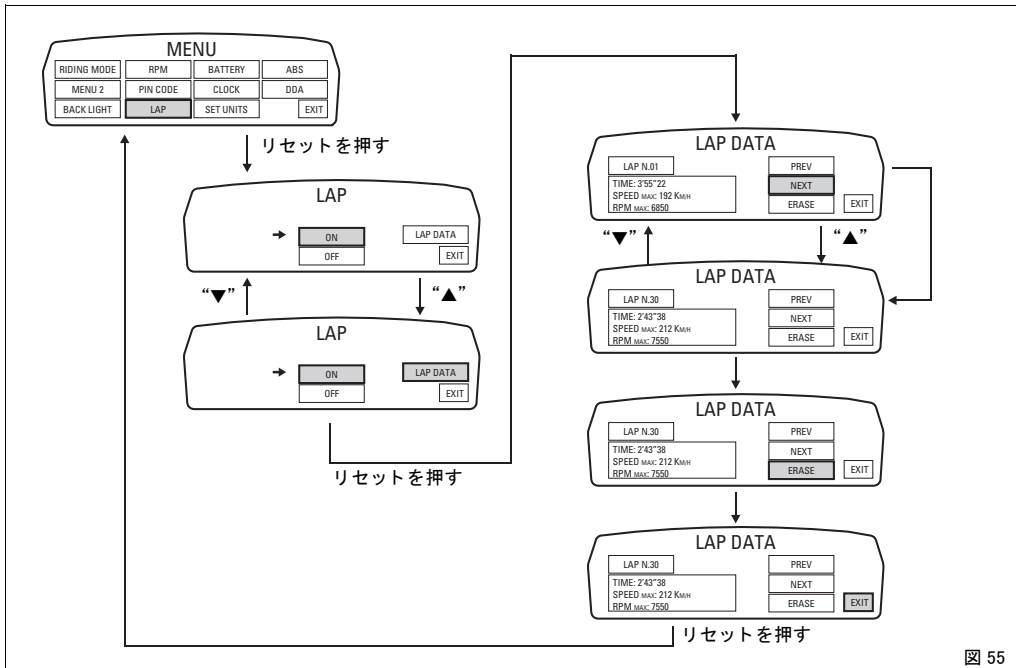 MENU
RIDING MODE RPM BATTERY ABS
MENU 2 PIN CODE CLOCK DDA
BACK LIGHT LAP SET UNITS EXIT
リセットを押す
LAP
➔ ON LAP DATA
OFF EXIT
“▼” “▲”
LAP
➔ ON LAP DATA
OFF EXIT
リセットを押す
LAP DATA
LAP N.01 PREV
TIME: 3'55"22 NEXT
SPEED MAX: 192 KM/H
RPM MAX: 6850 ERASE EXIT
“▼” “▲”
LAP DATA
LAP N.30 PREV
TIME: 2'43"38 NEXT
SPEED MAX: 212 KM/H
RPM MAX: 7550 ERASE EXIT
LAP DATA
LAP N.30 PREV
TIME: 2'43"38 NEXT
SPEED MAX: 212 KM/H
RPM MAX: 7550 ERASE EXIT
LAP DATA
LAP N.30 PREV
TIME: 2'43"38 NEXT
SPEED MAX: 212 KM/H
RPM MAX: 7550 ERASE EXIT
リセットを押す
図 55